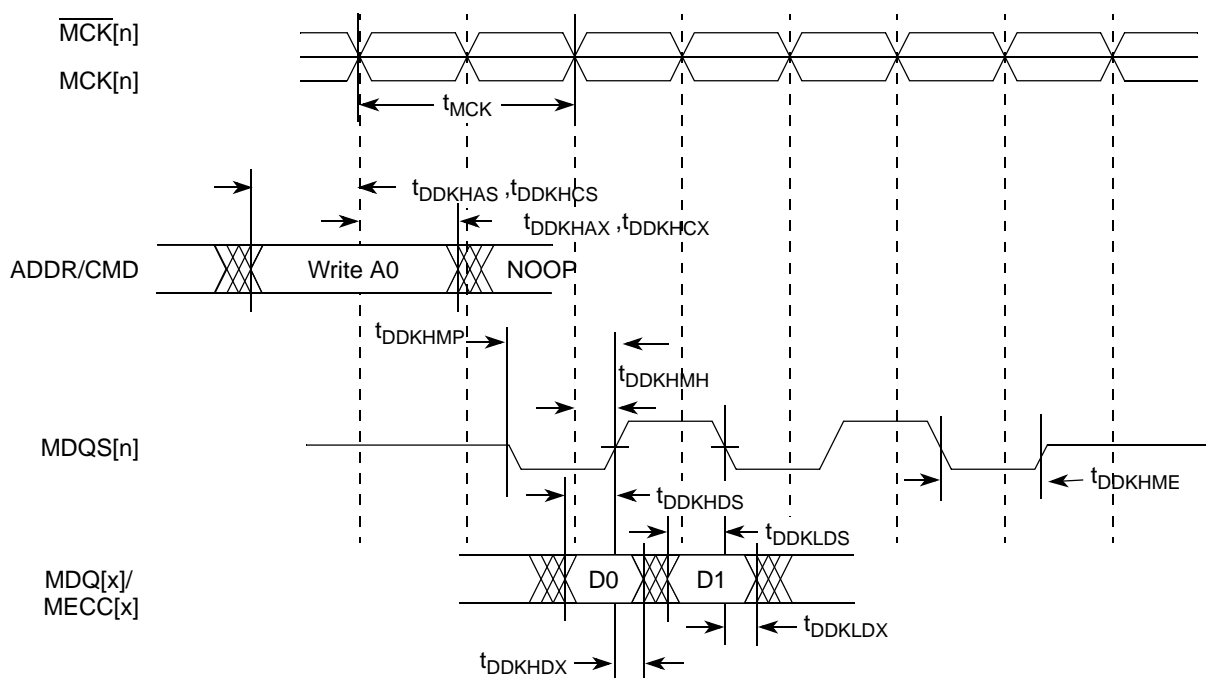 MCK[n]
MCK[n]
tMCK
tDDKHAS ,tDDKHCS
tDDKHAX ,tDDKHCX
ADDR/CMD
Write A0
NOOP
tDDKHMP
tDDKHMH
MDQS[n]
tDDKHME
tDDKHDS
tDDKLDS
MDQ[x]/
MECC[x]
D0
D1
tDDKLDX
tDDKHDX